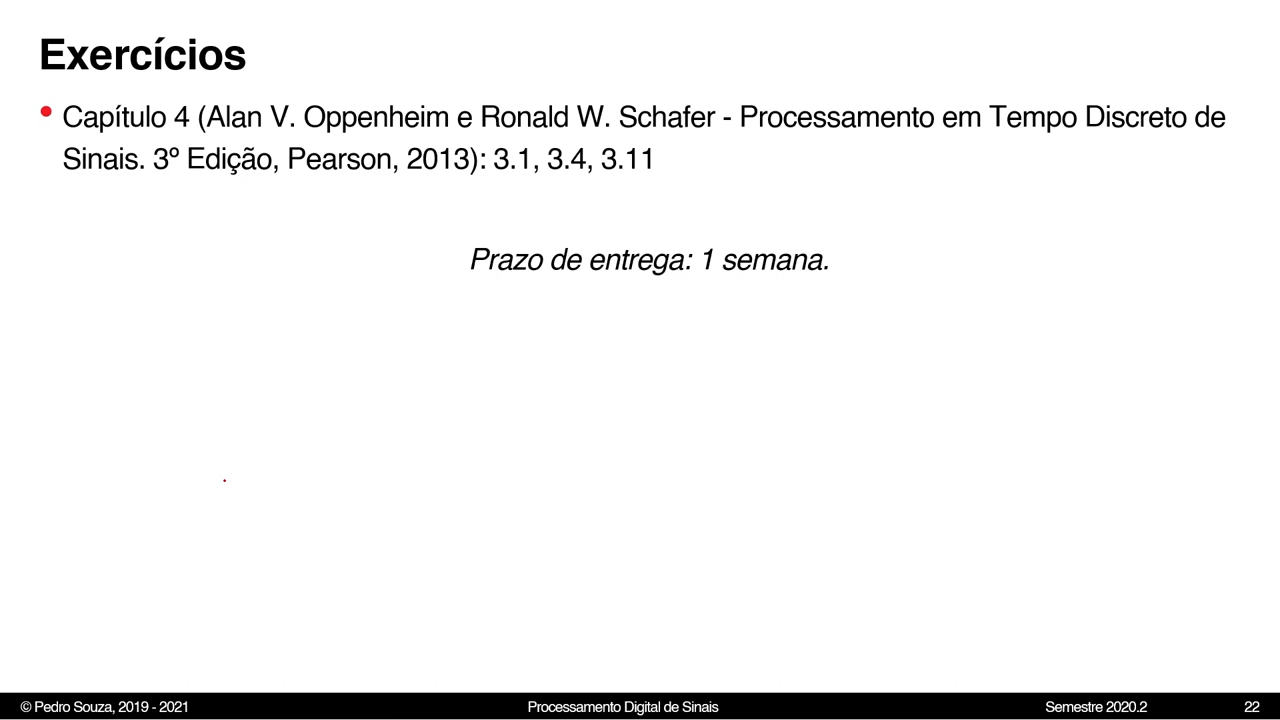 Exercícios
• Capítulo 4 (Alan V. Oppenheim e Ronald W. Schafer - Processamento em Tempo Discreto de
Sinais. 3º Edição, Pearson, 2013): 3.1, 3.4, 3.11
Prazo de entrega: 1 semana.
© Pedro Souza, 2019 - 2021 Processamento Digital de Sinais Semestre 2020.2 22